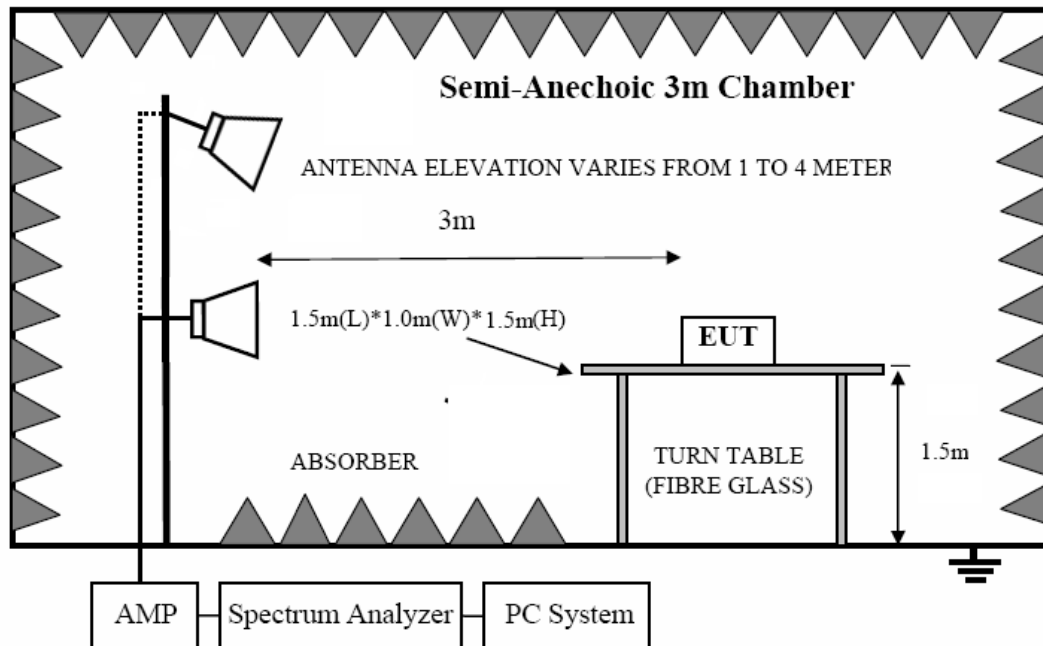 Semi-Anechoic 3m Chamber
ANTENNA ELEVATION VARIES FROM 1 TO 4 METER
3m
1.5m(L)*1.0m(W)*1.5m(H)
EUT
ABSORBER
TURN TABLE
(FIBRE GLASS)
1.5m
AMP
Spectrum Analyzer
PC System